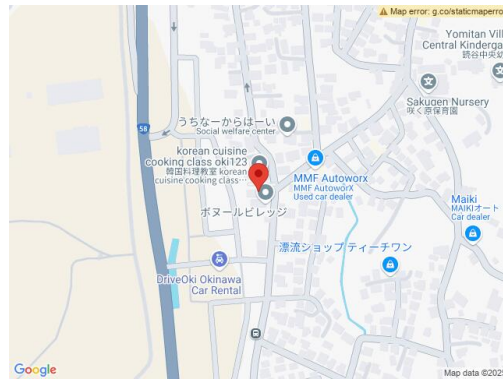 Map error: g.co/staticmaperro
Yomitan Vill
Central Kinderga
読谷中央幼
Sakugen Nursery
咲く原保育園
うちなーからはーい
Social welfare center
korean cuisine
cooking class oki123
韓国料理教室 korean
cuisine cooking class…
58
MMF Autoworx
MMF AutoworX
Used car dealer
ボヌールビレッジ
Maiki
MAIKIオート
Car dealer
漂流ショップ ティーチワン
DriveOki Okinawa
Car Rental
Google
Map data ©202